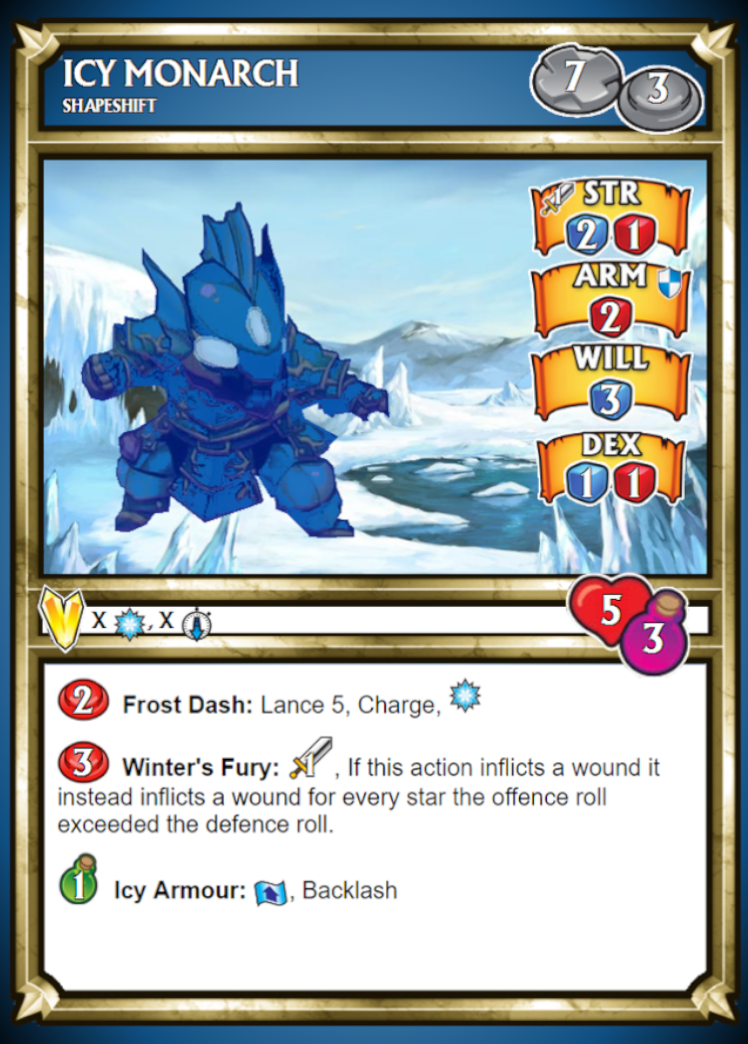 ICY MONARCH
SHAPESHIFT
7 3
STR
2 1
ARM
2
WILL
3
DEX
1 1
X , X
5
3
2 Frost Dash: Lance 5, Charge,
3 Winter's Fury: 1 , If this action inflicts a wound it
instead inflicts a wound for every star the offence roll
exceeded the defence roll.
1 Icy Armour: , Backlash